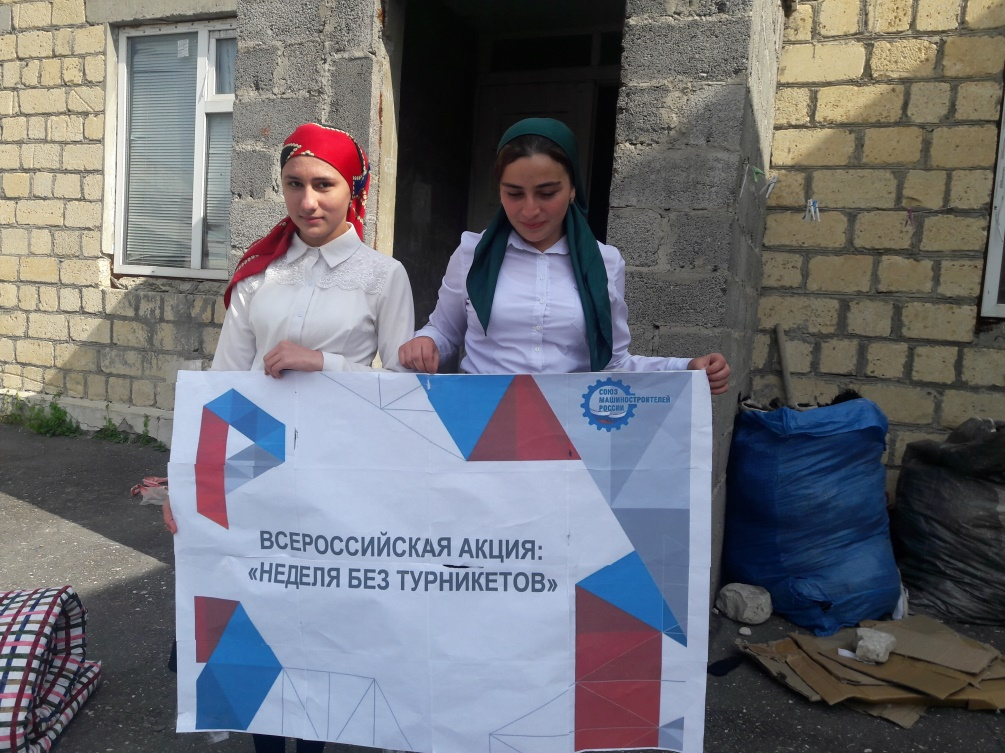 СОЮЗ
МАШИНОСТРОИТЕЛЕЙ
РОССИИ
ВСЕРОССИЙСКАЯ АКЦИЯ:
«НЕДЕЛЯ БЕЗ ТУРНИКЕТОВ»